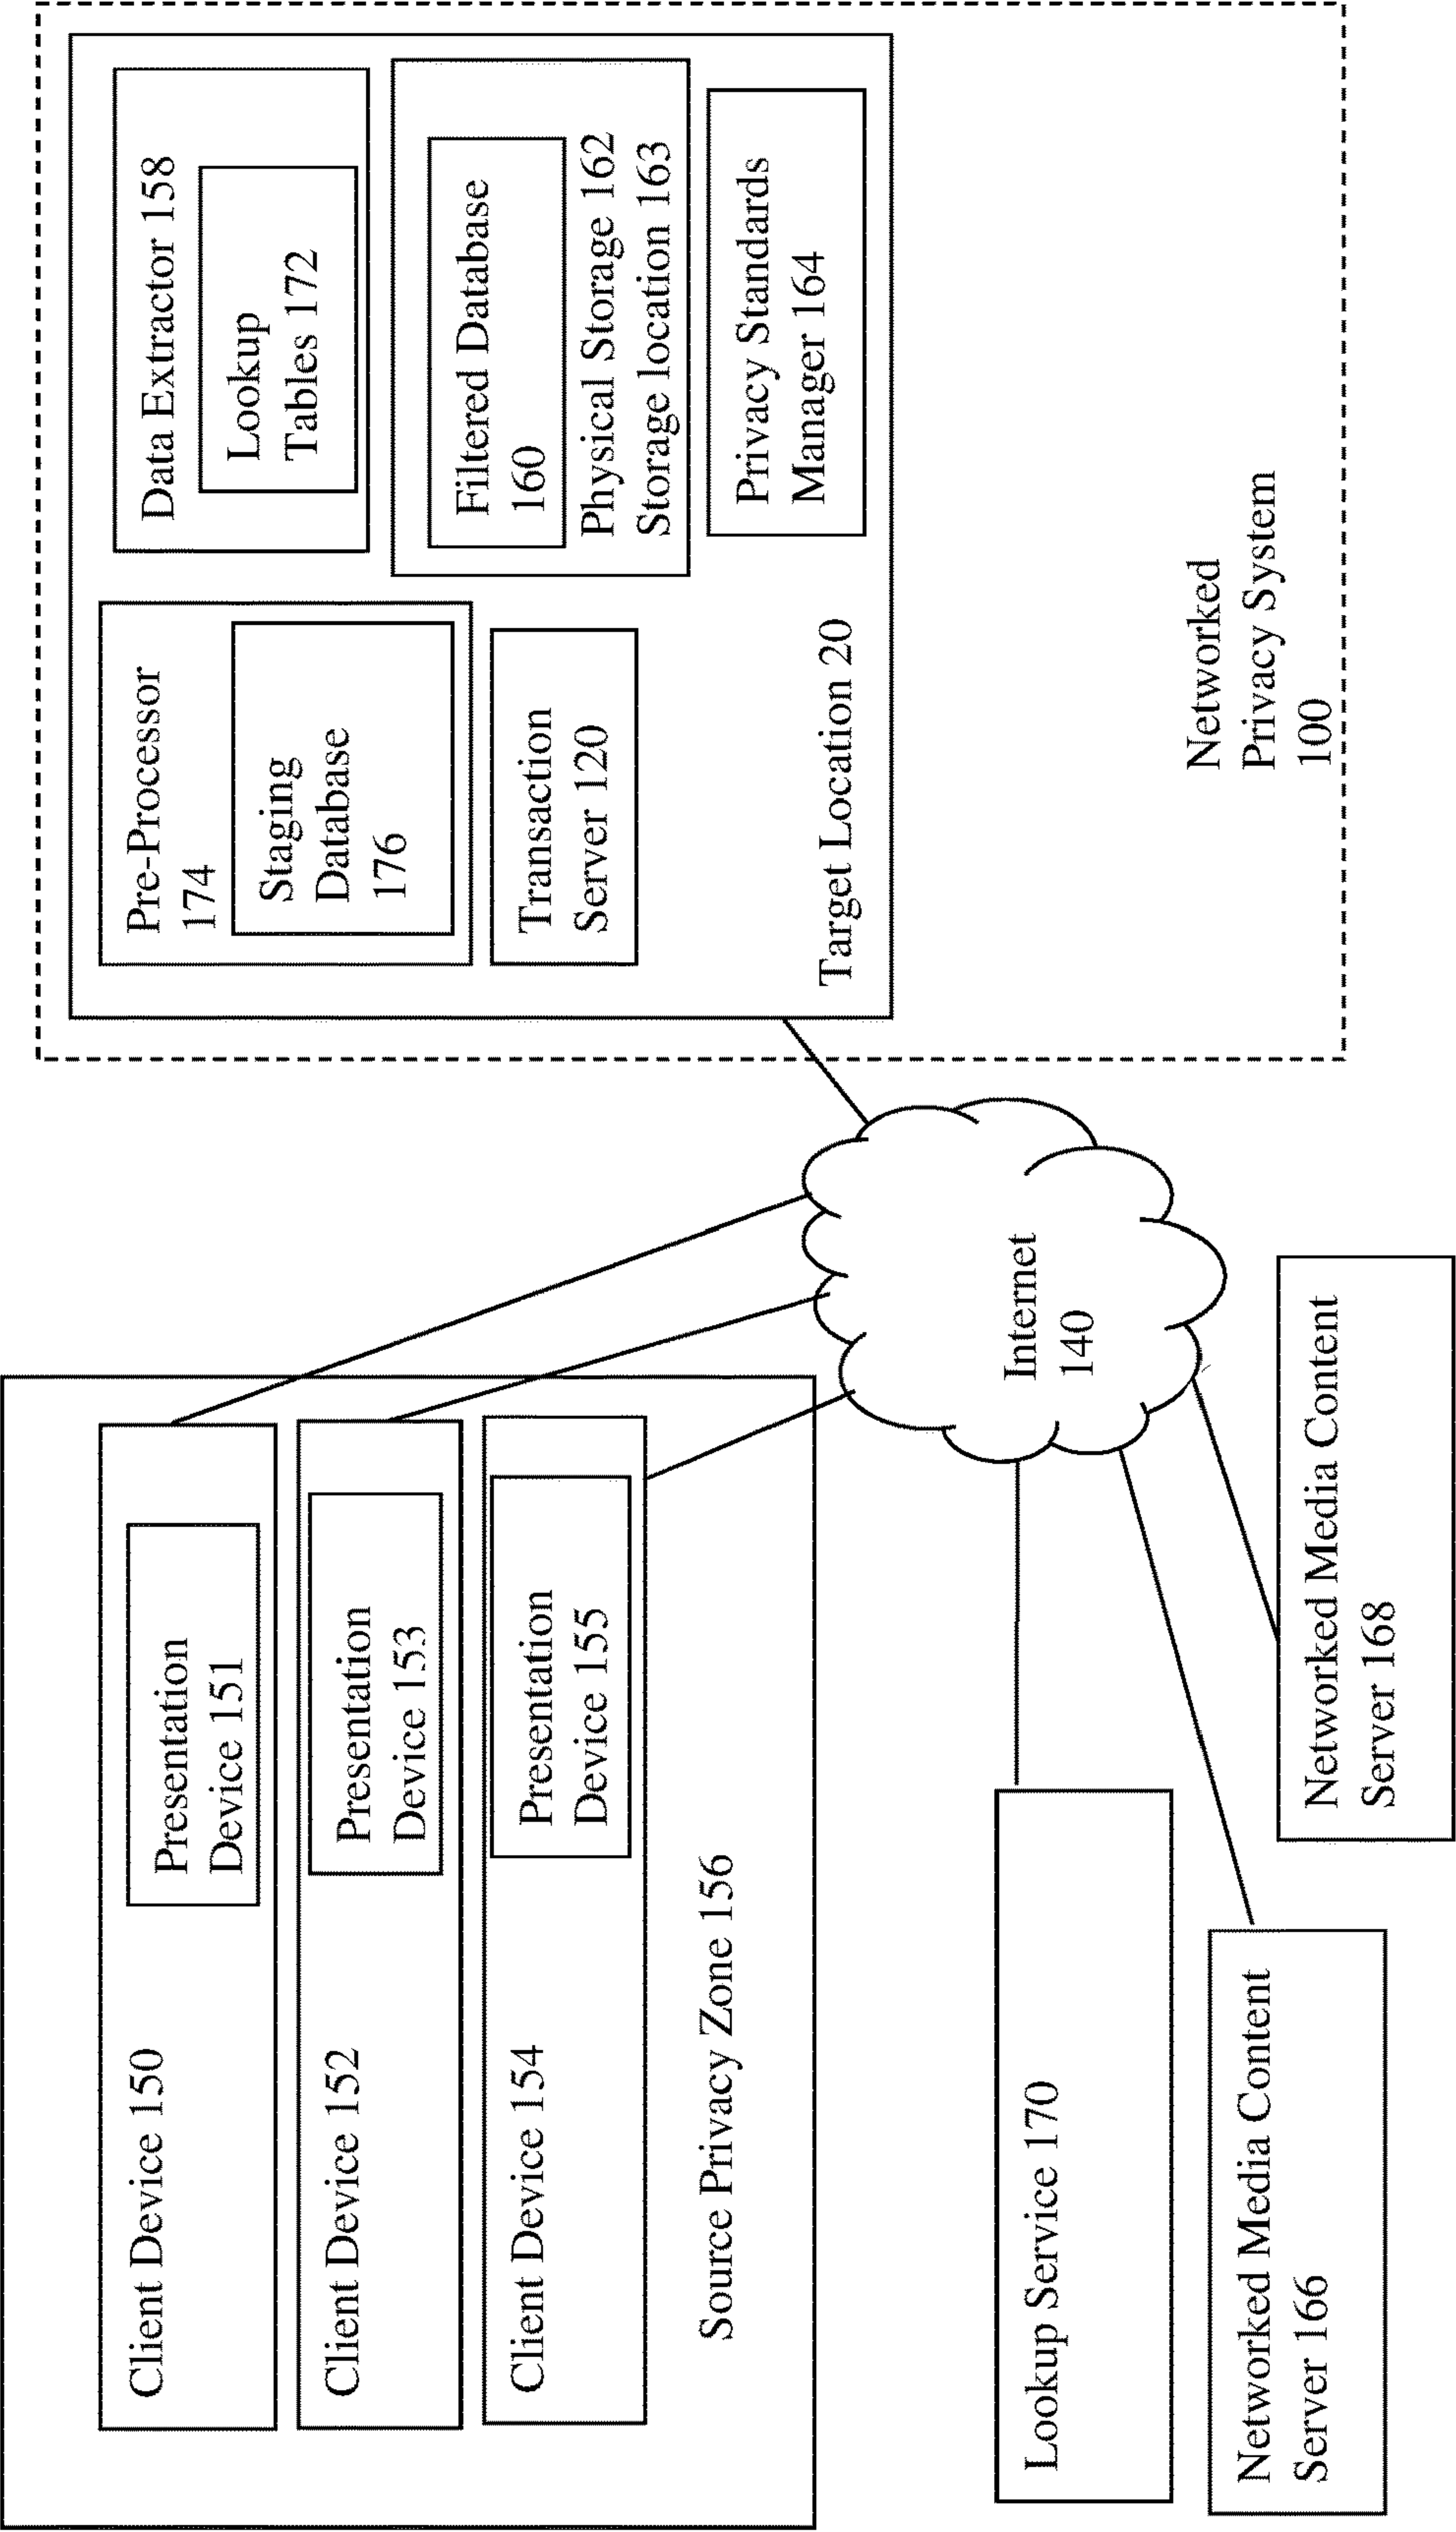 Client Device 150
Presentation
Device 151
Client Device 152
Presentation
Device 153
Client Device 154
Presentation
Device 155
Source Privacy Zone 156
Lookup Service 170
Networked Media Content
Server 166
Networked Media Content
Server 168
Internet
140
Pre-Processor
174
Staging
Database
176
Transaction
Server 120
Target Location 20
Data Extractor 158
Lookup
Tables 172
Filtered Database
160
Physical Storage 162
Storage location 163
Privacy Standards
Manager 164
Networked
Privacy System
100